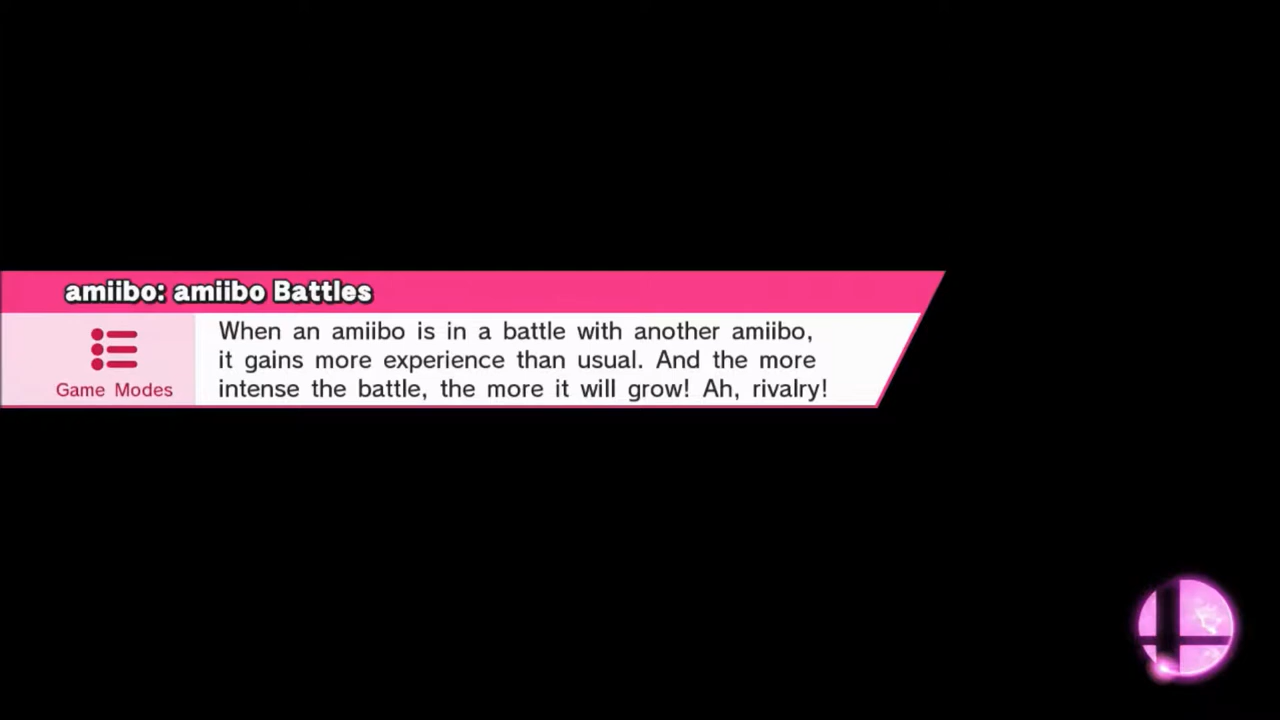 amiibo: amiibo Battles
When an amiibo is in a battle with another amiibo,
it gains more experience than usual. And the more
intense the battle, the more it will grow! Ah, rivalry!
Game Modes